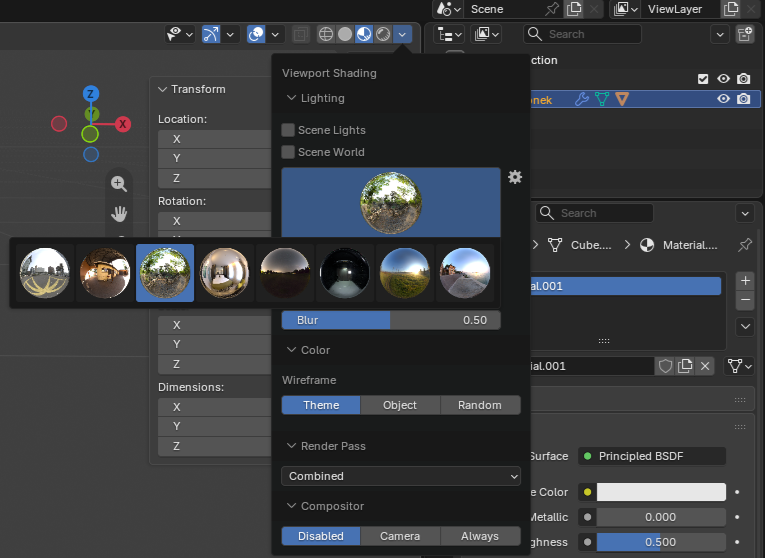 Scene
ViewLayer
Search
ction
Viewport Shading
Lighting
Scene Lights
Scene World
Z
Y
X
Transform
Location:
X
Y
Z
Rotation:
X
onek
Search
Cube....
Material....
al.001
X
Y
Z
Blur
0.50
Color
Dimensions:
X
Y
Z
Wireframe
Theme
Object
Random
ial.001
Render Pass
Combined
Surface
Principled BSDF
Compositor
e Color
Metallic
0.000
Disabled
Camera
Always
ghness
0.500